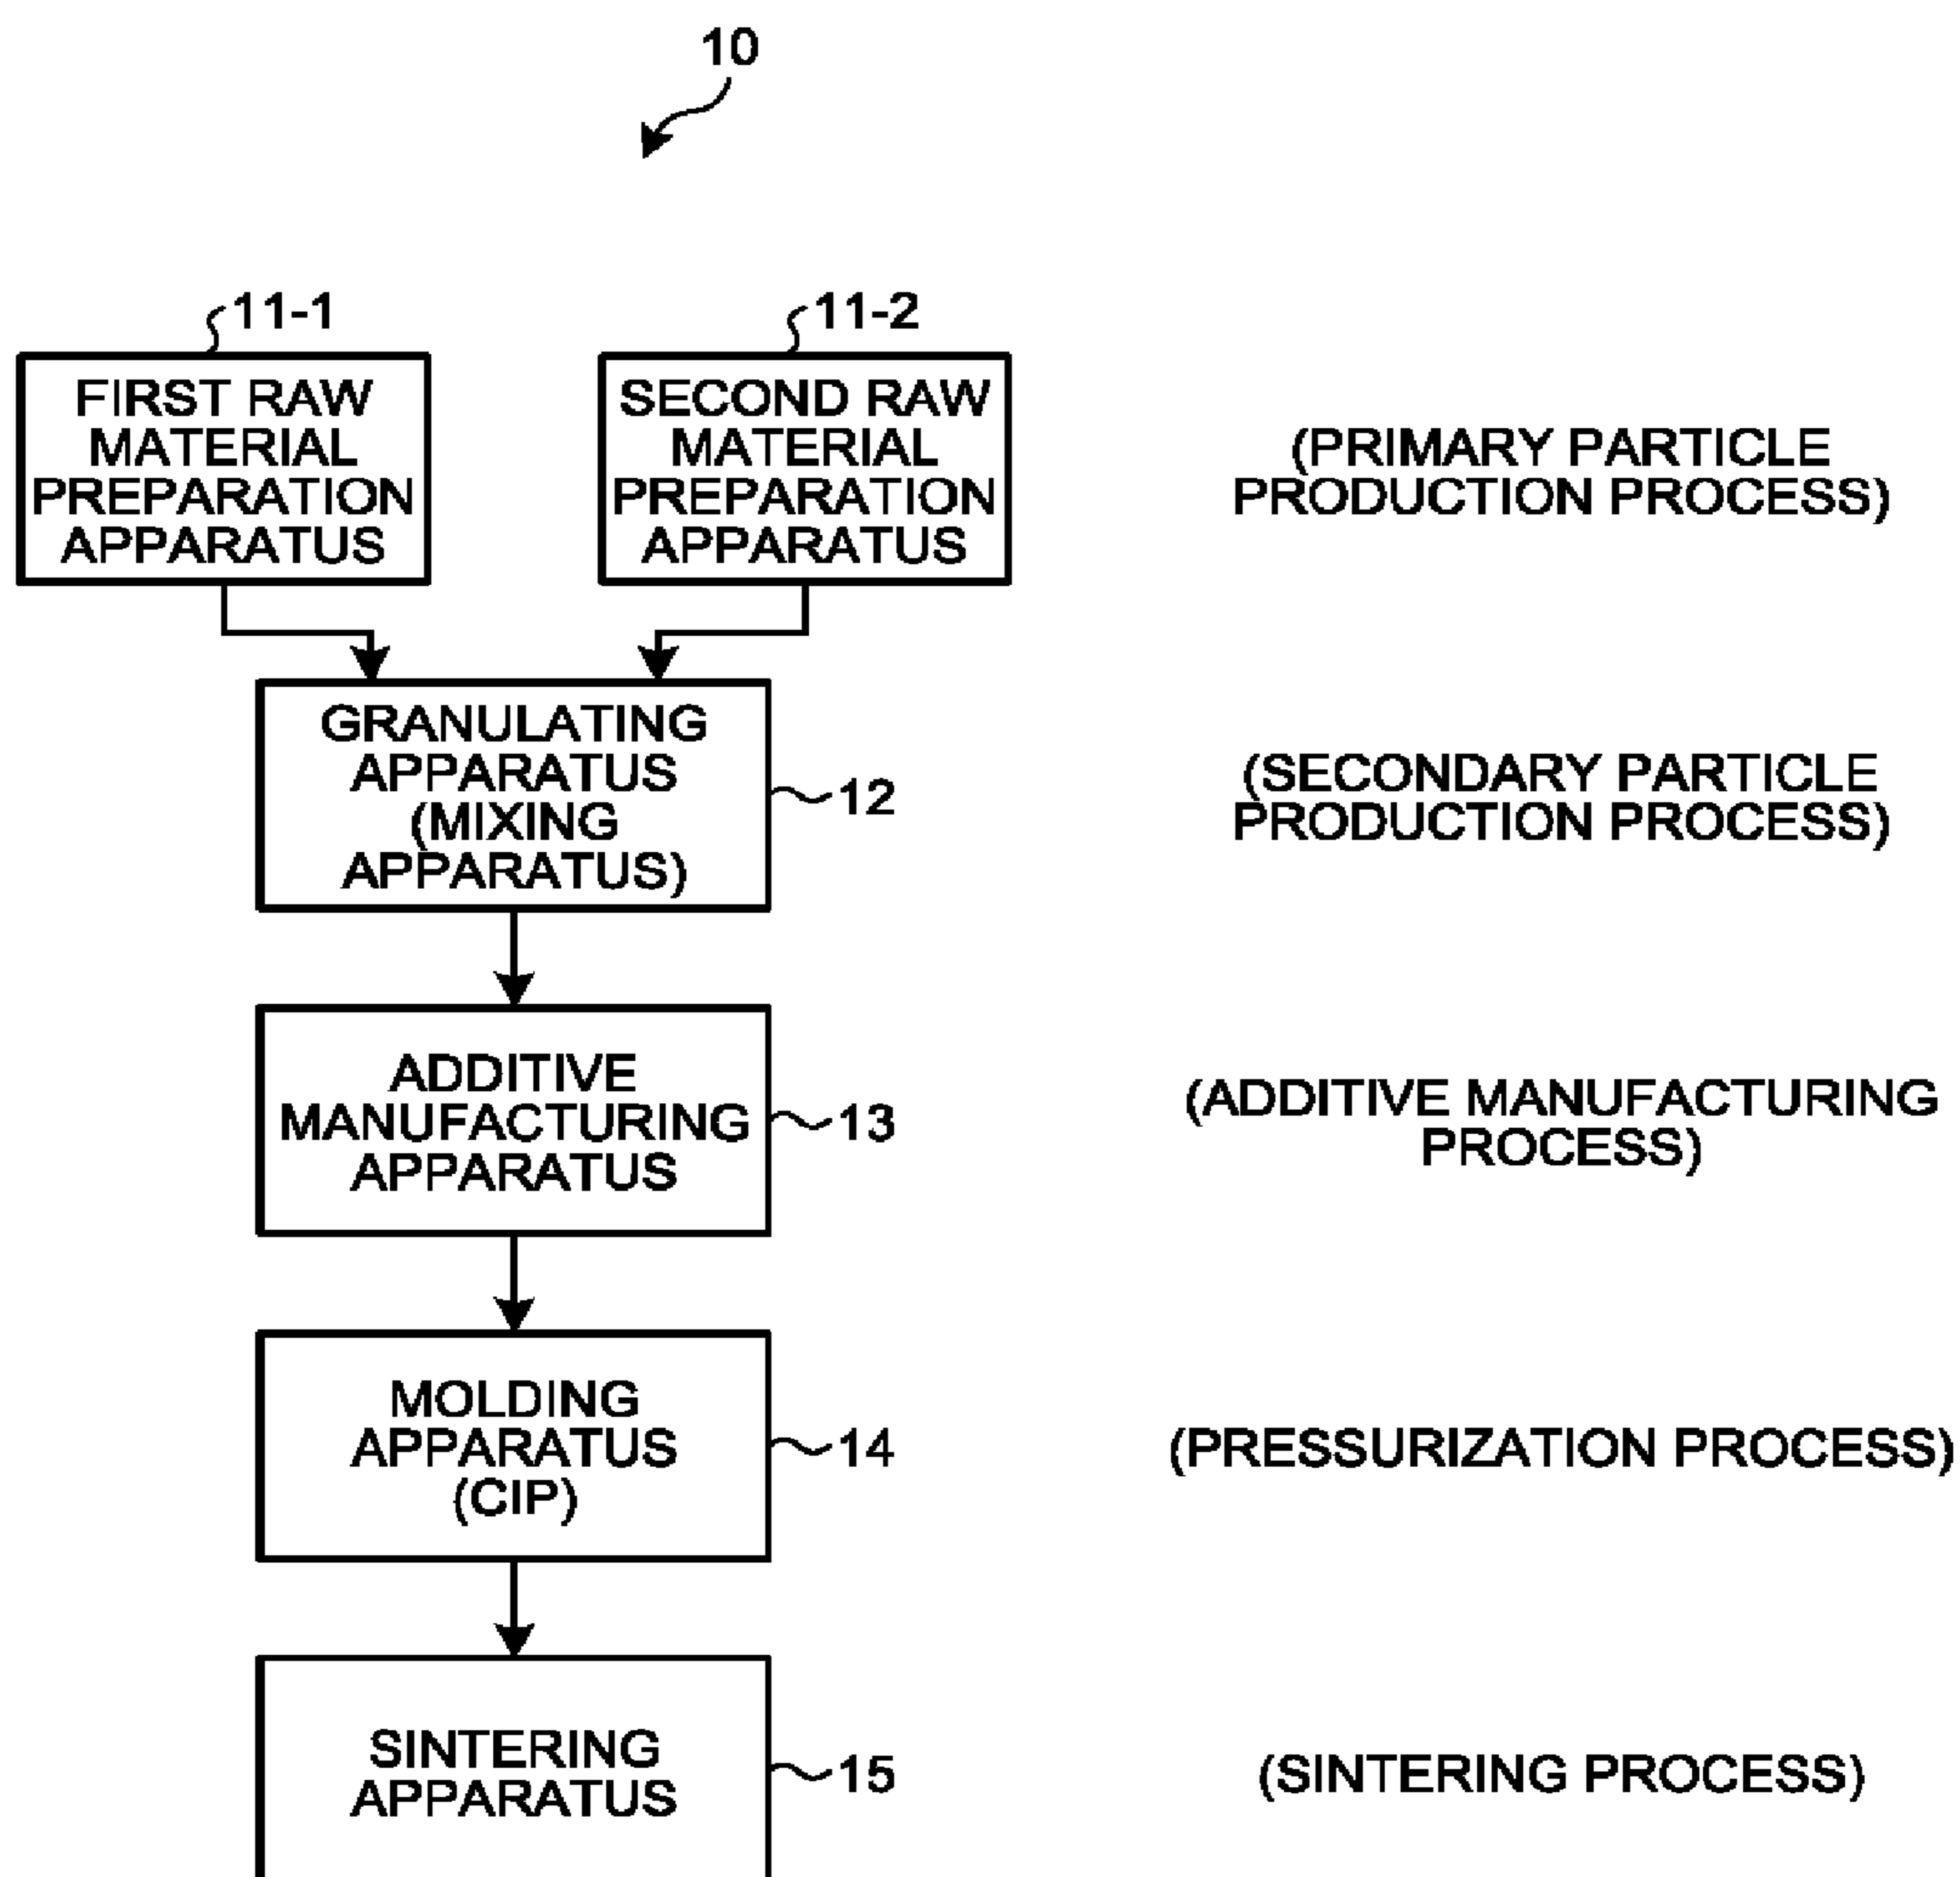 10
11-1
11-2
FIRST RAW
MATERIAL
PREPARATION
APPARATUS
SECOND RAW
MATERIAL
PREPARATION
APPARATUS
(PRIMARY PARTICLE
PRODUCTION PROCESS)
GRANULATING
APPARATUS
(MIXING
APPARATUS)
12
(SECONDARY PARTICLE
PRODUCTION PROCESS)
ADDITIVE
MANUFACTURING
APPARATUS
13
(ADDITIVE MANUFACTURING
PROCESS)
MOLDING
APPARATUS
(CIP)
14
(PRESSURIZATION PROCESS)
SINTERING
APPARATUS
15
(SINTERING PROCESS)